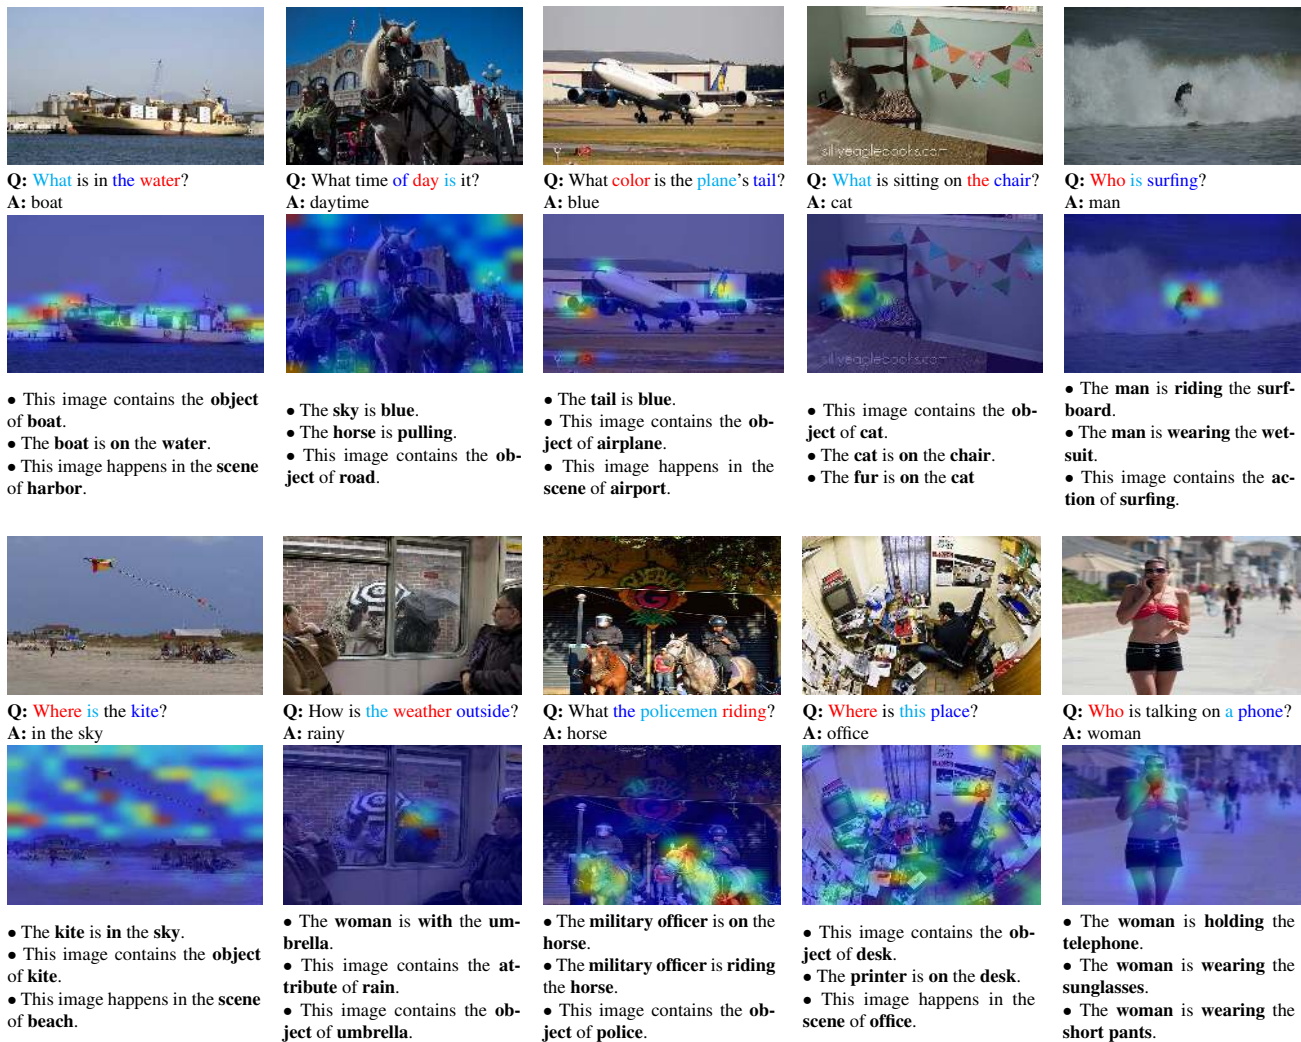 sillyeaglebooks.com
Q: What is in the water?
A: boat
Q: What time of day is it?
A: daytime
Q: What color is the plane's tail?
A: blue
Q: What is sitting on the chair?
A: cat
Q: Who is surfing?
A: man
sillyeaglebooks.com
• This image contains the object
of boat.
• The boat is on the water.
• This image happens in the scene
of harbor.
• The sky is blue.
• The horse is pulling.
• This image contains the ob-
ject of road.
• The tail is blue.
• This image contains the ob-
ject of airplane.
• This image happens in the
scene of airport.
• This image contains the ob-
ject of cat.
• The cat is on the chair.
• The fur is on the cat
• The man is riding the surf-
board.
• The man is wearing the wet-
suit.
• This image contains the ac-
tion of surfing.
G
Q: Where is the kite?
A: in the sky
Q: How is the weather outside?
A: rainy
Q: What the policemen riding?
A: horse
Q: Where is this place?
A: office
Q: Who is talking on a phone?
A: woman
• The kite is in the sky.
• This image contains the object
of kite.
• This image happens in the scene
of beach.
• The woman is with the um-
brella.
• This image contains the at-
tribute of rain.
• This image contains the ob-
ject of umbrella.
• The military officer is on the
horse.
• The military officer is riding
the horse.
• This image contains the ob-
ject of police.
• This image contains the ob-
ject of desk.
• The printer is on the desk.
• This image happens in the
scene of office.
• The woman is holding the
telephone.
• The woman is wearing the
sunglasses.
• The woman is wearing the
short pants.